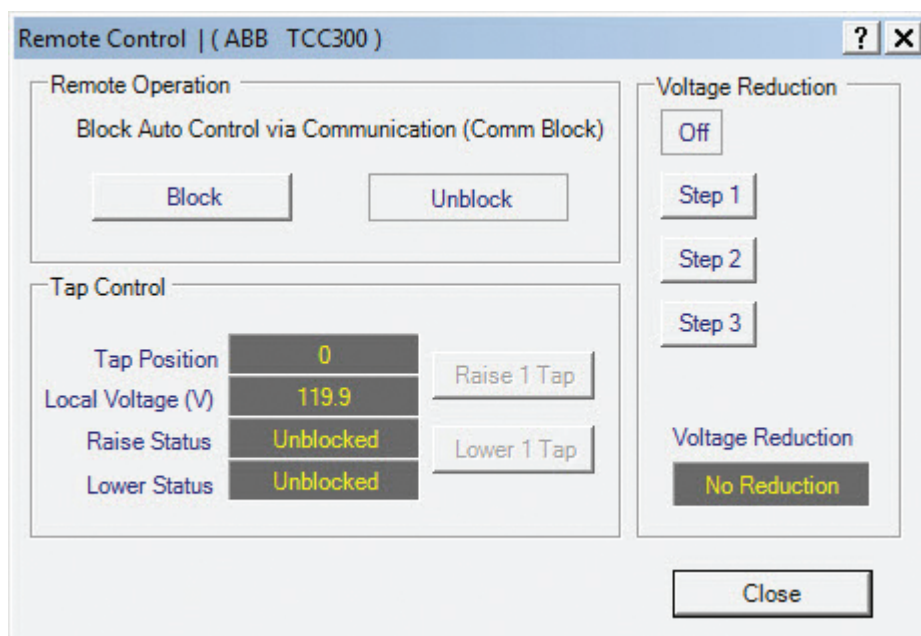 Remote Control | ( ABB TCC300 )
? X
Remote Operation
Block Auto Control via Communication (Comm Block)
Block
Unblock
Tap Control
Tap Position 0
Local Voltage (V) 119.9
Raise Status Unblocked
Lower Status Unblocked
Raise 1 Tap
Lower 1 Tap
Voltage Reduction
Off
Step 1
Step 2
Step 3
Voltage Reduction
No Reduction
Close